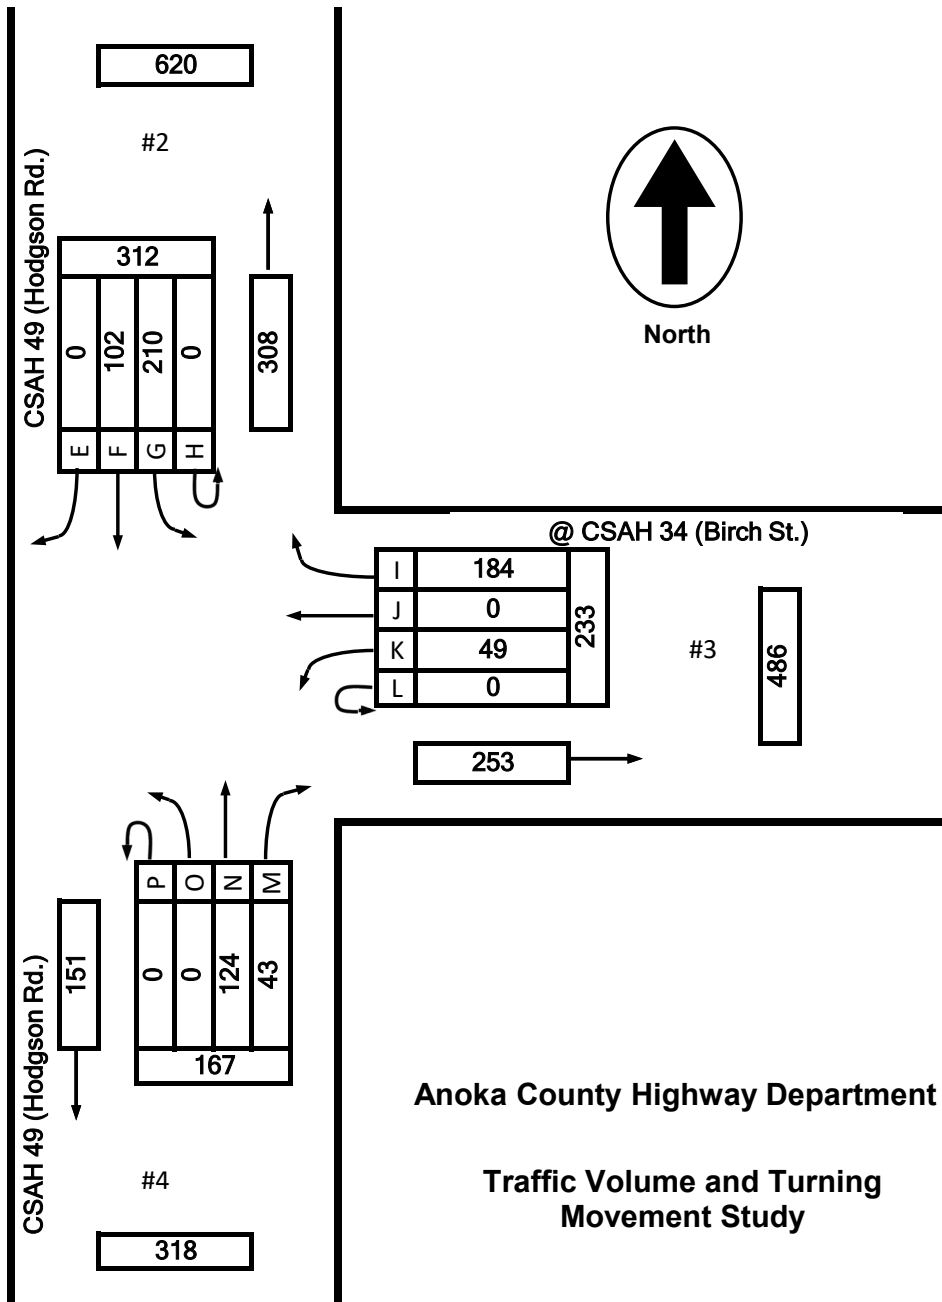 620
#2
CSAH 49 (Hodgson Rd.)
312
0
102
210
0
E
F
G
H
308
North
@ CSAH 34 (Birch St.)
I
184
J
0
K
49
L
0
233
#3
486
253
P
O
N
M
0
0
124
43
167
151
CSAH 49 (Hodgson Rd.)
#4
318
Anoka County Highway Department
Traffic Volume and Turning
Movement Study